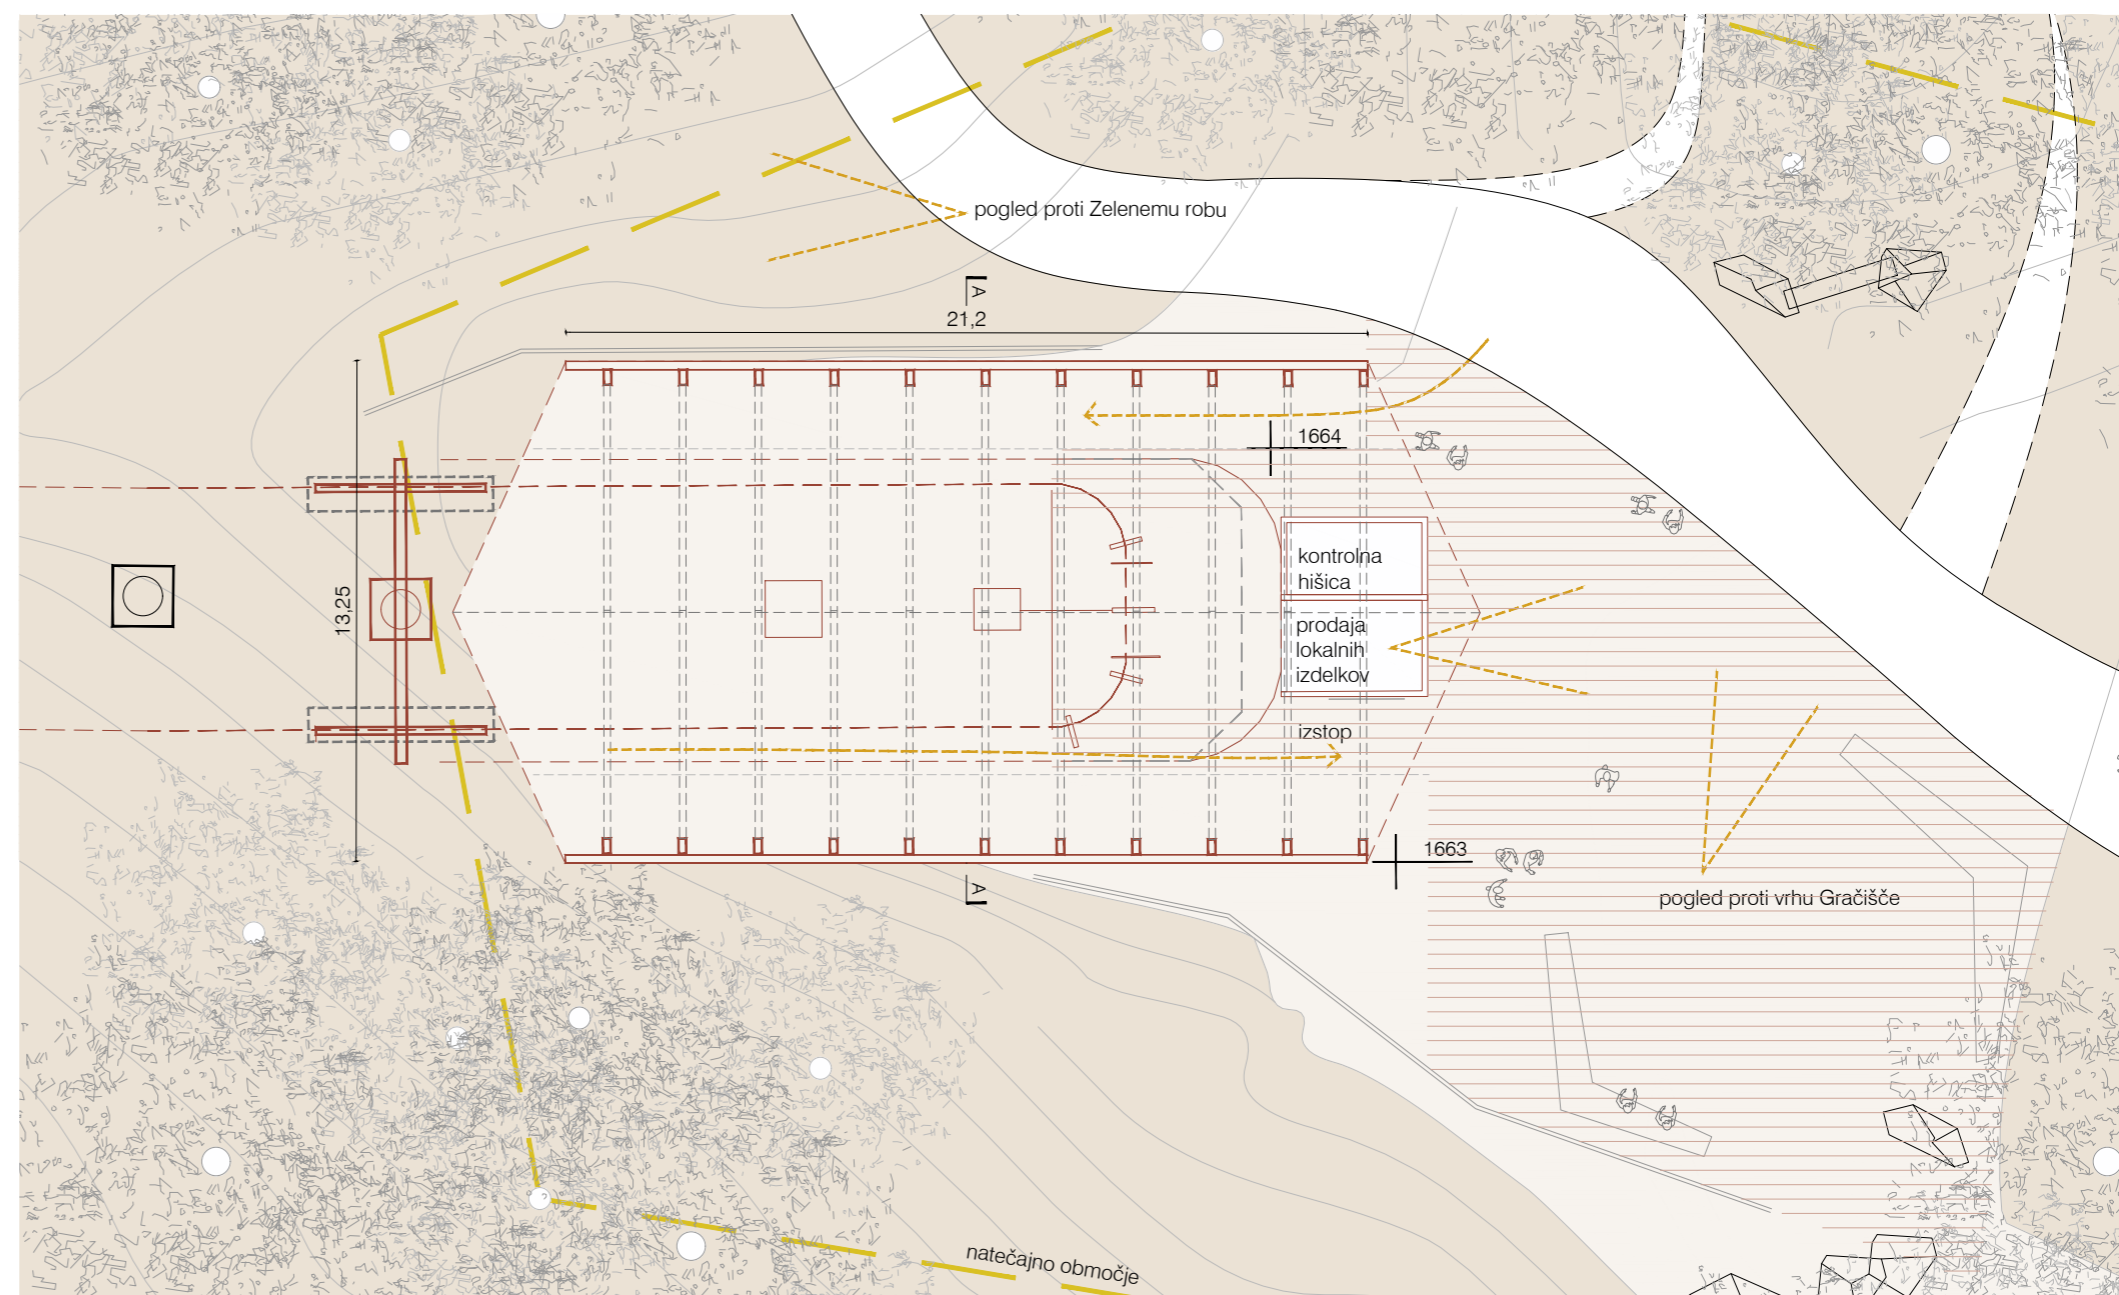 pogled proti Zelenemu robu
A
21,2
1664
kontrolna
hišica
13,25
prodaja
lokalnih
izdelkov
izstop
1663
A
pogled proti vrhu Gračišče
natečajno območje